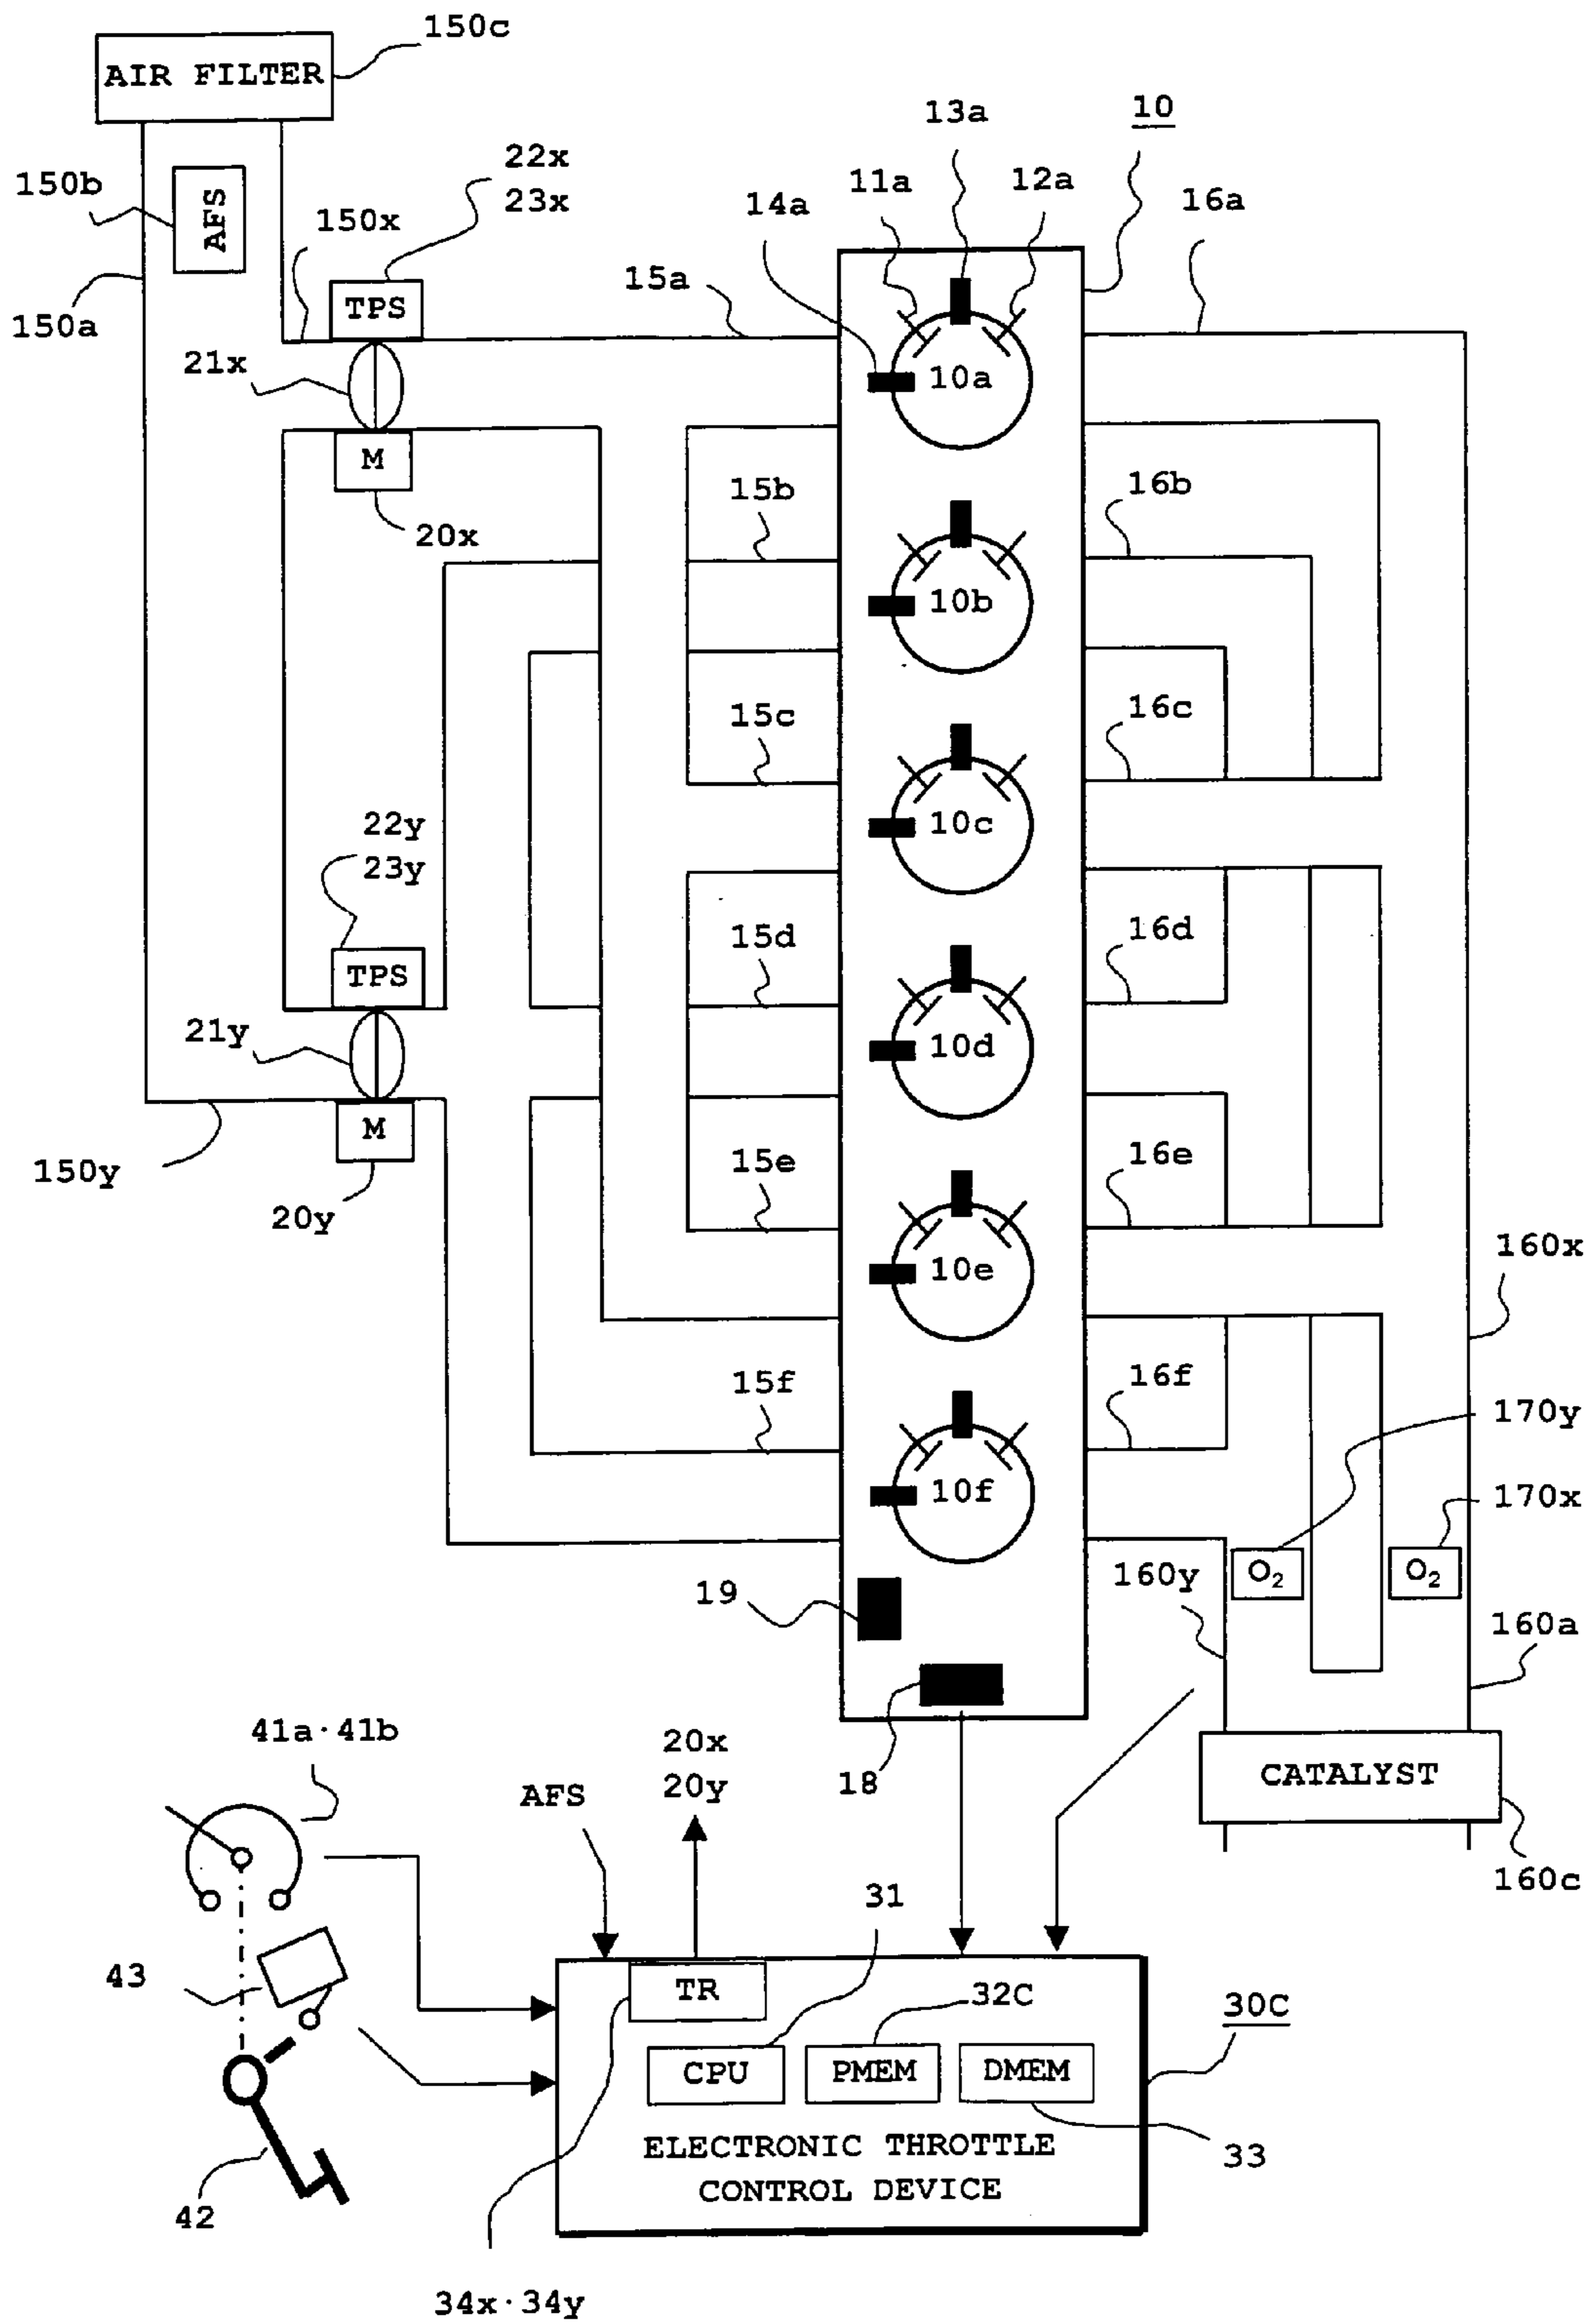 150c
AIR FILTER
13a
10
22x
23x
11a
12a
150b
AFS
14a
16a
150x
15a
TPS
150a
21x
10a
M
15b
16b
20x
10b
15c
16c
22y
23y
10c
15d
16d
TPS
21y
10d
M
150y
15e
16e
20y
160x
10e
15f
16f
170y
10f
170x
160y
O2
O2
19
160a
41a·41b
20x
20y
18
AFS
CATALYST
160c
31
43
TR
32C
30C
CPU
PMEM
DMEM
ELECTRONIC THROTTLE
CONTROL DEVICE
33
42
34x·34y